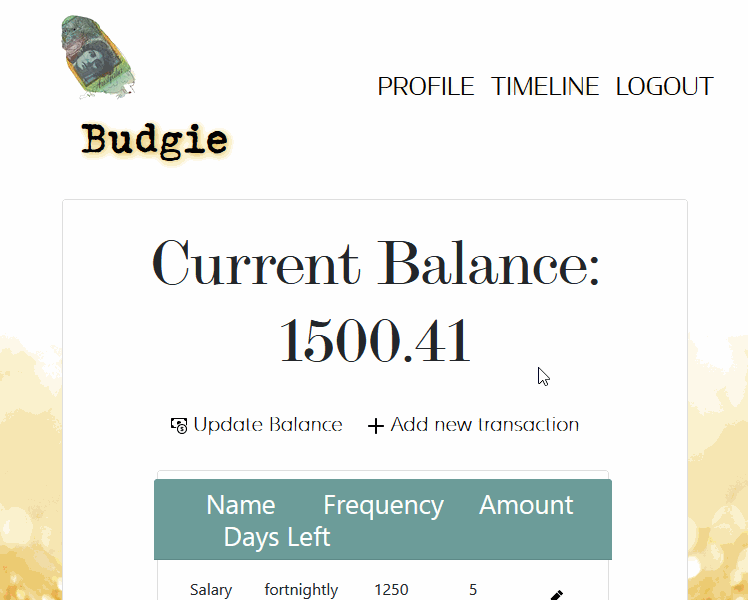 PROFILE TIMELINE LOGOUT
Budgie
Current Balance:
1500.41
Update Balance Add new transaction
Name Frequency Amount
Days Left
Salary fortnightly 1250 5